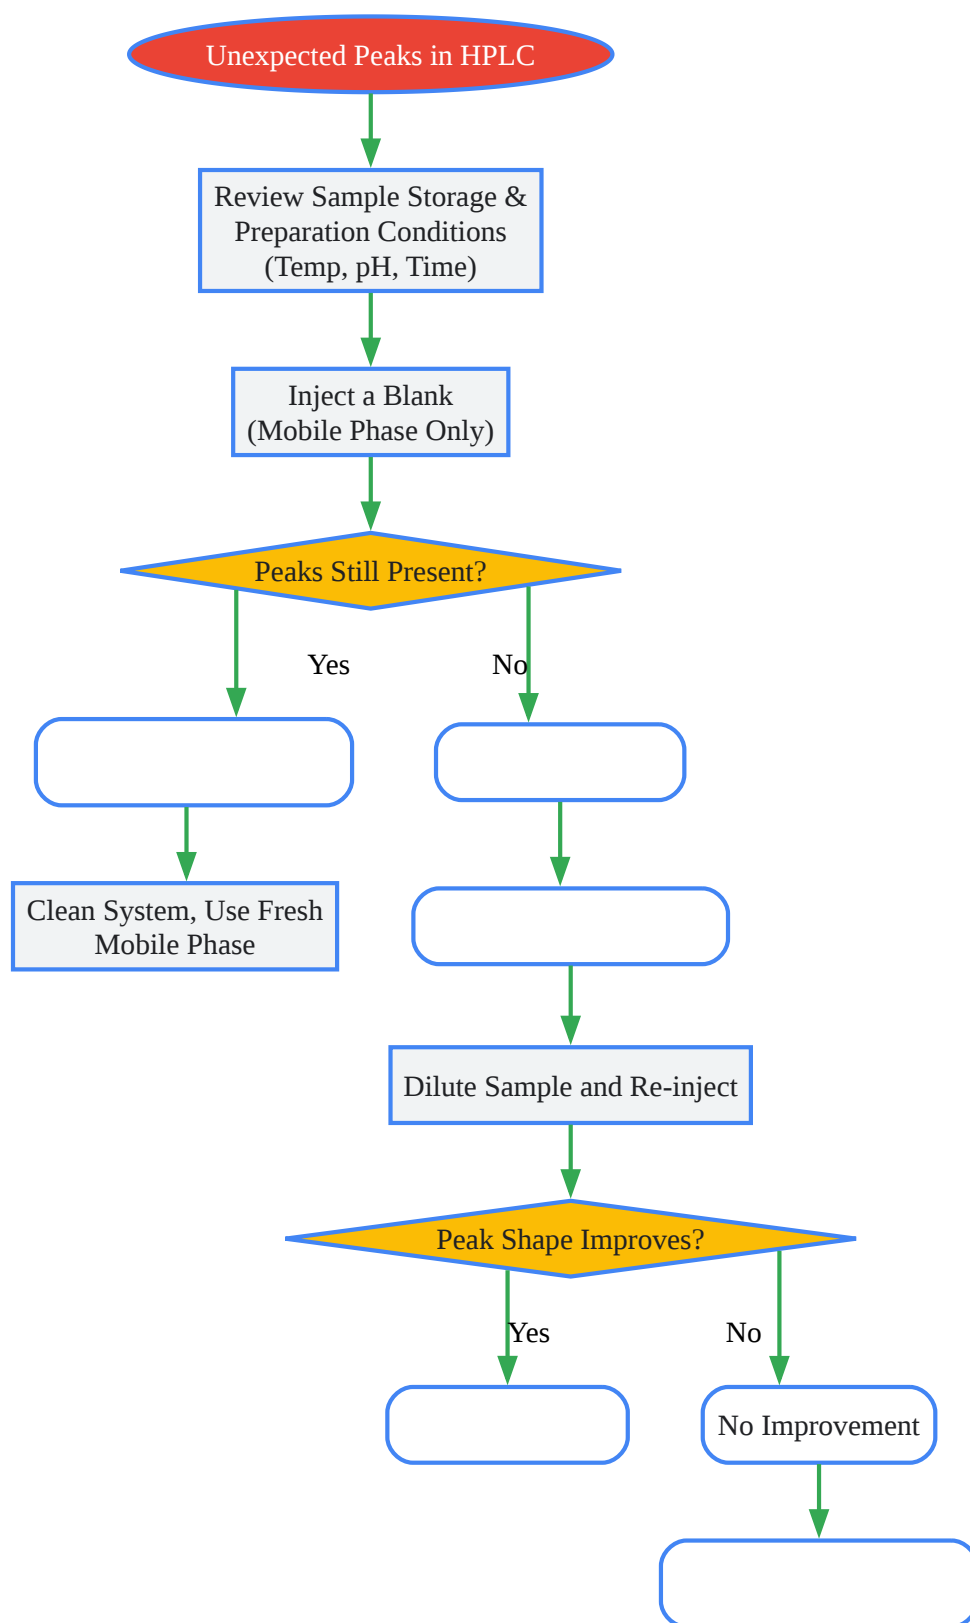 Unexpected Peaks in HPLC
Review Sample Storage &
Preparation Conditions
(Temp, pH, Time)
Inject a Blank
(Mobile Phase Only)
Peaks Still Present?
Yes
No
Clean System, Use Fresh
Mobile Phase
Dilute Sample and Re-inject
Peak Shape Improves?
Yes
No
No Improvement